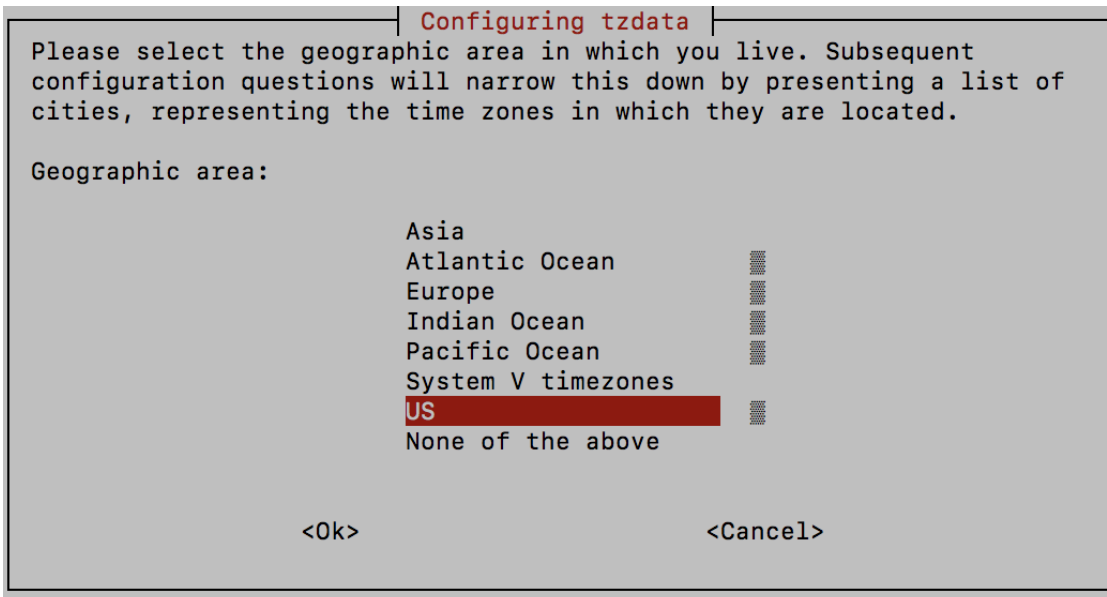 Configuring tzdata
Please select the geographic area in which you live. Subsequent
configuration questions will narrow this down by presenting a list of
cities, representing the time zones in which they are located.
Geographic area:
Asia
Atlantic Ocean
Europe
Indian Ocean
Pacific Ocean
System V timezones
US
None of the above
<Ok> <Cancel>